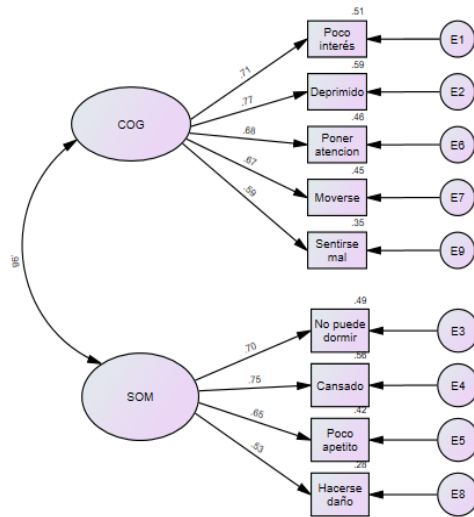 .51
Poco
interés
E1
.71
.59
Deprimido
E2
.77
COG
.46
Poner
atencion
E6
.68
.45
Moverse
E7
.67
.35
Sentirse
mal
E9
.59
.96
.49
No puede
dormir
E3
.70
.56
Cansado
E4
.75
SOM
.42
Poco
apetito
E5
.65
.28
Hacerse
daño
E8
.53